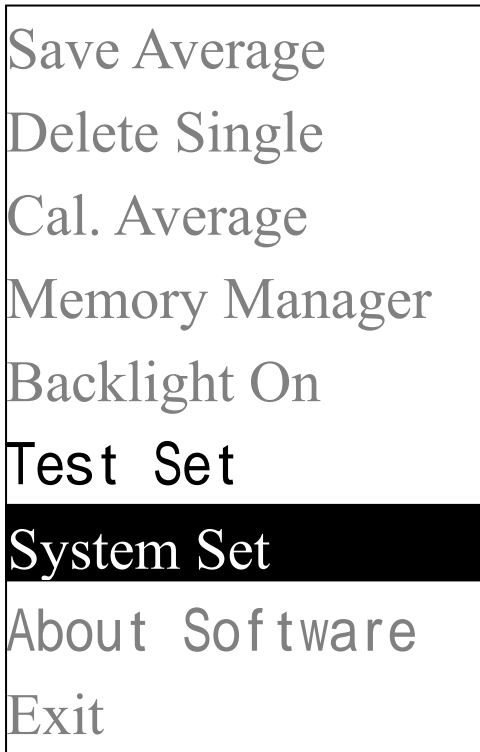 Save Average
Delete Single
Cal. Average
Memory Manager
Backlight On
Test Set
System Set
About Software
Exit